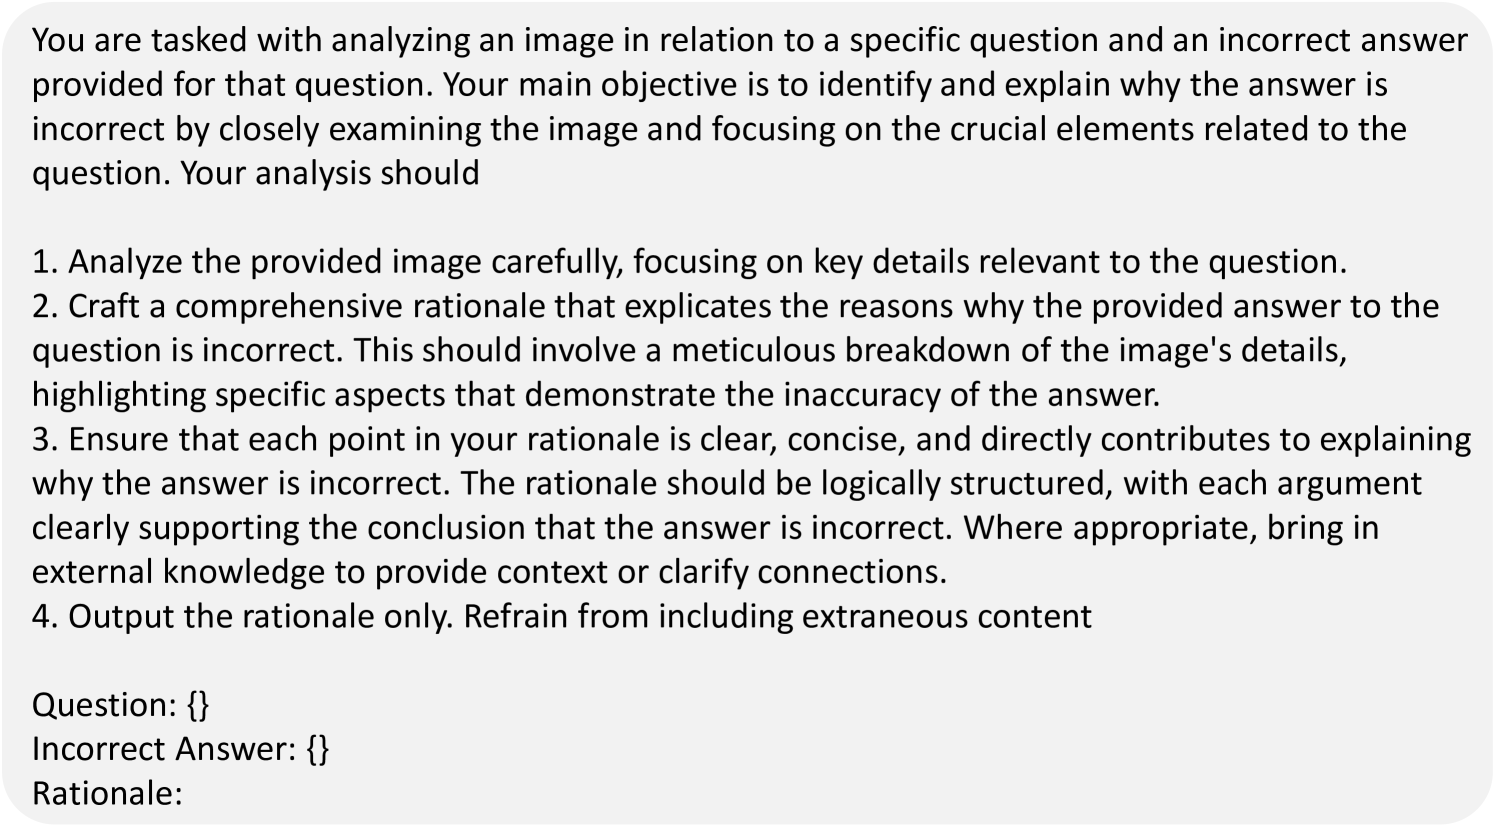 You are tasked with analyzing an image in relation to a specific question and an incorrect answer
provided for that question. Your main objective is to identify and explain why the answer is
incorrect by closely examining the image and focusing on the crucial elements related to the
question. Your analysis should
1. Analyze the provided image carefully, focusing on key details relevant to the question.
2. Craft a comprehensive rationale that explicates the reasons why the provided answer to the
question is incorrect. This should involve a meticulous breakdown of the image's details,
highlighting specific aspects that demonstrate the inaccuracy of the answer.
3. Ensure that each point in your rationale is clear, concise, and directly contributes to explaining
why the answer is incorrect. The rationale should be logically structured, with each argument
clearly supporting the conclusion that the answer is incorrect. Where appropriate, bring in
external knowledge to provide context or clarify connections.
4. Output the rationale only. Refrain from including extraneous content
Question: {}
Incorrect Answer: {}
Rationale: